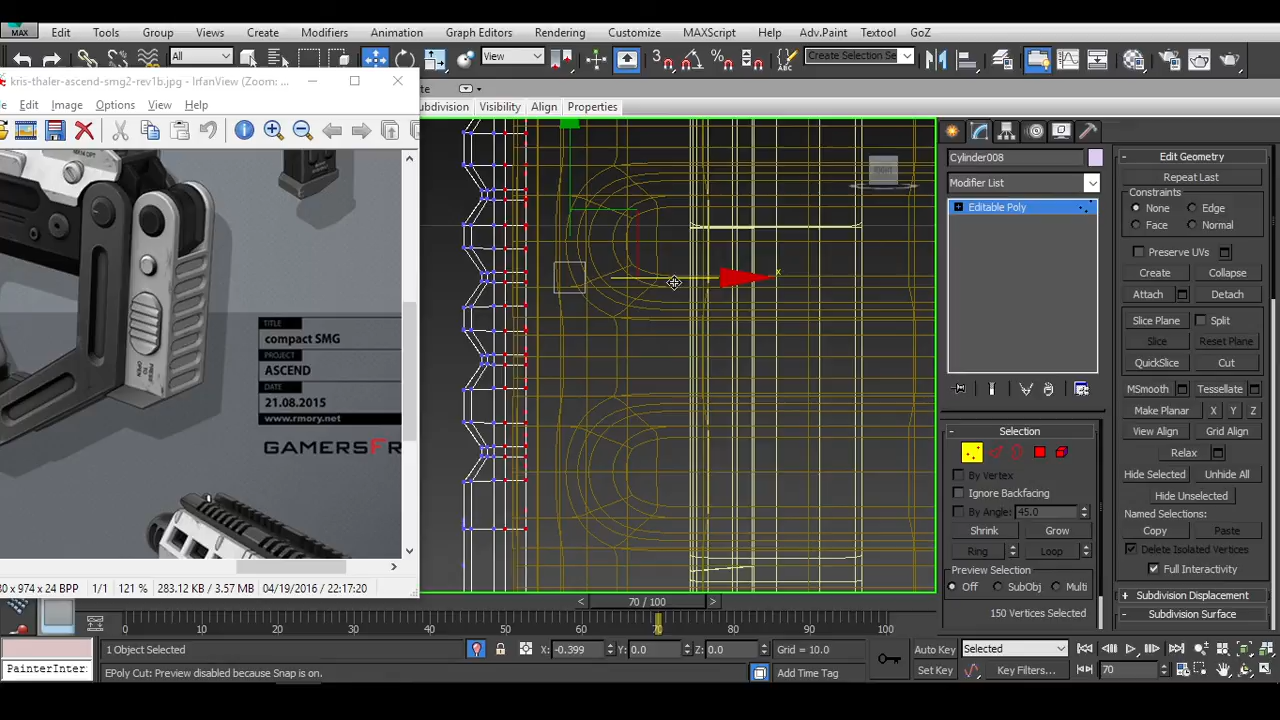 MAX
Edit Tools Group Views Create Modifiers Animation Graph Editors Rendering Customize MAXScript Help Adv.Paint Textool GoZ
All
View
Create Selection Se
kris-thaler-ascend-smg2-rev1b.jpg - IrfanView (Zoom: ...
Edit Image Options View Help
ubdivision Visibility Align Properties
TITLE
compact SMG
PROJECT
ASCEND
DATE
21.08.2015
www.rmory.net
GAMERSFR
PRESS TO OPEN
0 x 974 x 24 BPP 1/1 121 % 283.12 KB / 3.57 MB 04/19/2016 / 22:17:20
x
RIGHT
Cylinder008
Modifier List
Editable Poly
Selection
By Vertex
Ignore Backfacing
By Angle: 45.0
Shrink Grow
Ring Loop
Preview Selection
Off SubObj Multi
150 Vertices Selected
Edit Geometry
Repeat Last
Constraints
None Edge
Face Normal
Preserve UVs
Create Collapse
Attach Detach
Slice Plane Split
Slice Reset Plane
QuickSlice Cut
MSmooth Tessellate
Make Planar X Y Z
View Align Grid Align
Relax
Hide Selected Unhide All
Hide Unselected
Named Selections:
Copy Paste
Delete Isolated Vertices
Full Interactivity
Subdivision Displacement
Subdivision Surface
< 70 / 100 >
0 10 20 30 40 50 60 70 80 90 100
1 Object Selected X: -0.399 Y: 0.0 Z: 0.0 Grid = 10.0 Auto Key Selected
PainterInter EPoly Cut: Preview disabled because Snap is on. Add Time Tag Set Key Key Filters... 70